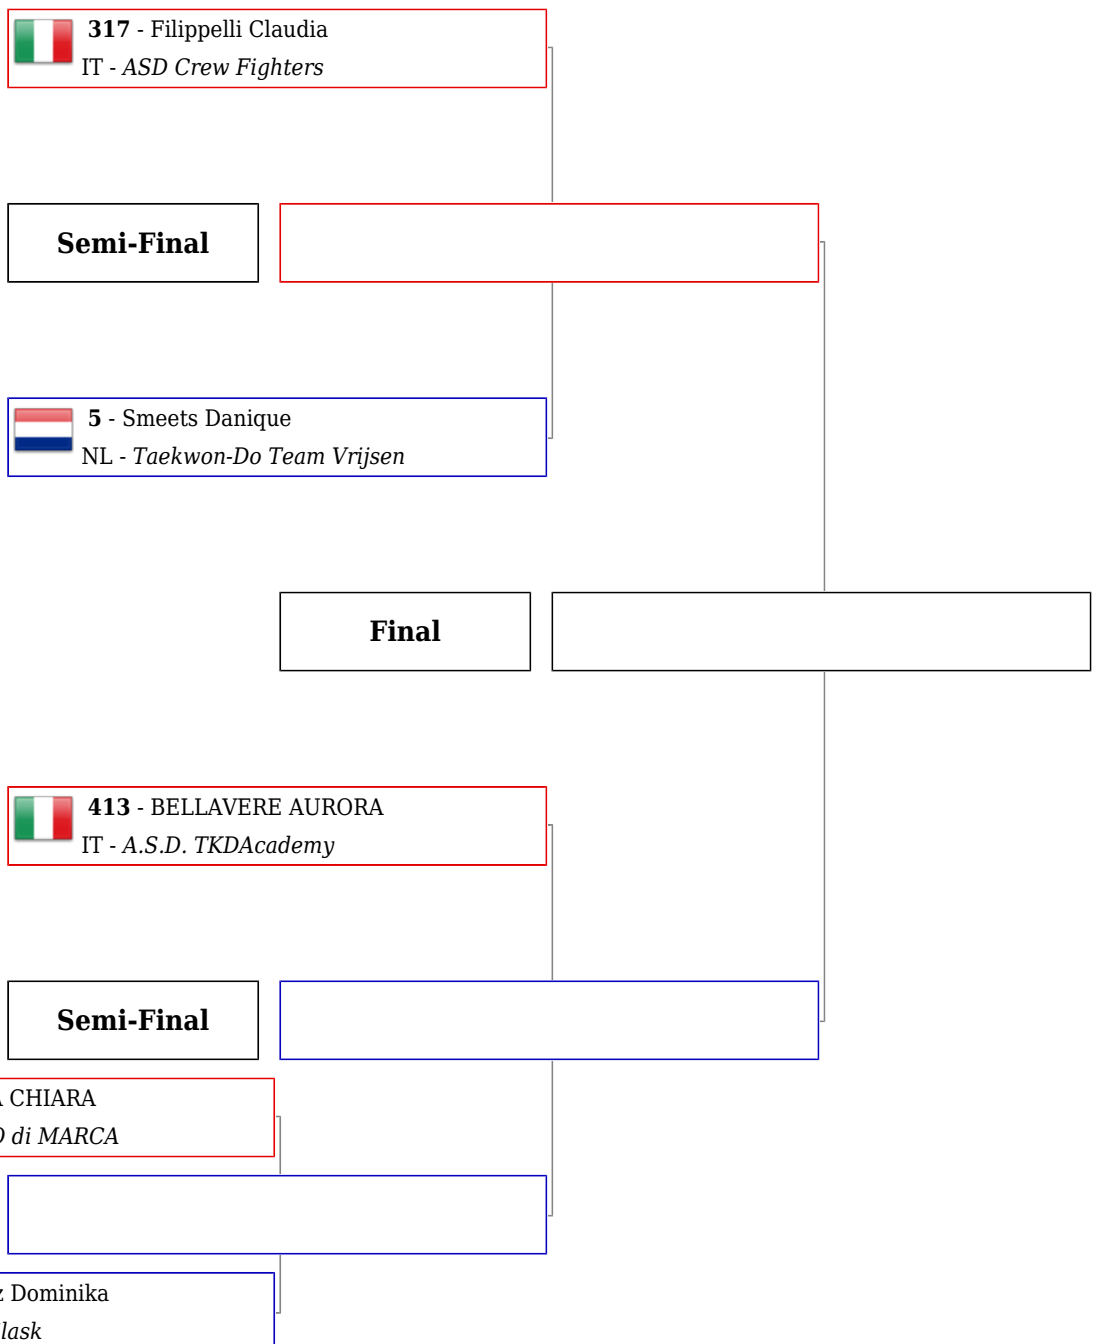 317 - Filippelli Claudia
IT - ASD Crew Fighters
Semi-Final
5 - Smeets Danique
NL - Taekwon-Do Team Vrijsen
Final
413 - BELLAVERE AURORA
IT - A.S.D. TKDAcademy
Semi-Final
CHIARA
di MARCA
Dominika